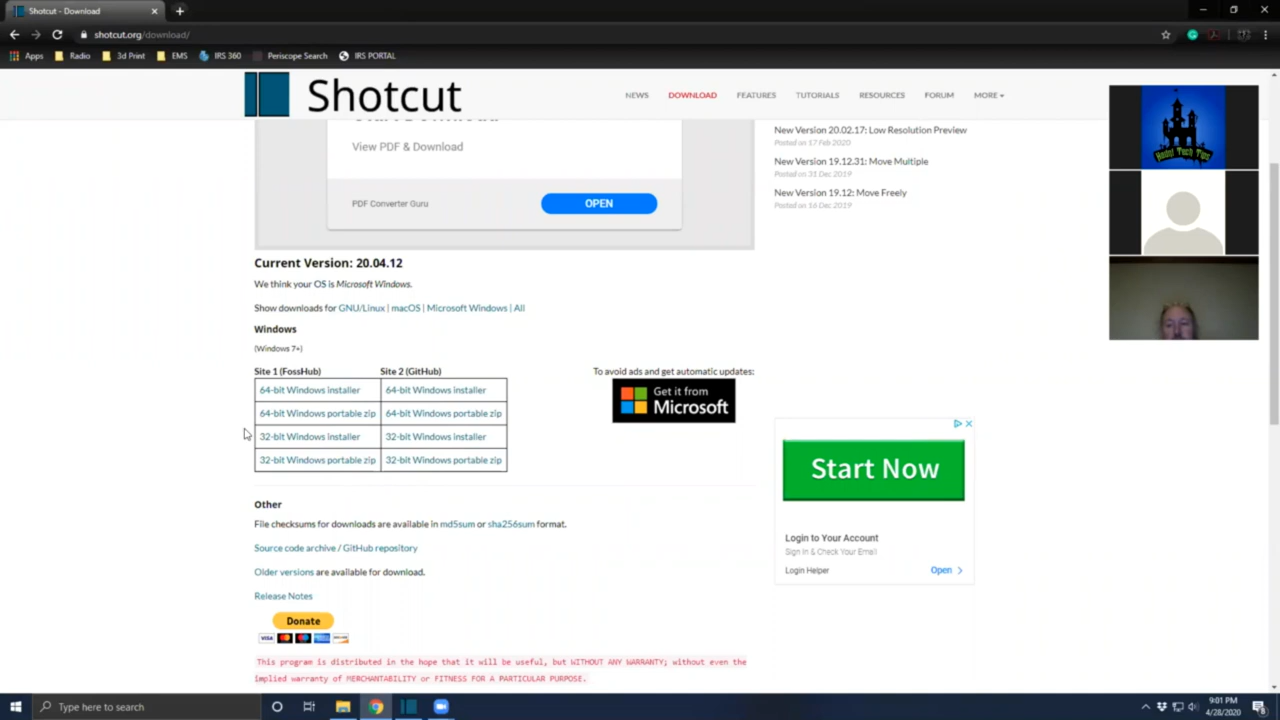 Shotcut - Download
shotcut.org/download/
Apps Radio 3d Print EMS IRS 360 Periscope Search IRS PORTAL
Shotcut
NEWS DOWNLOAD FEATURES TUTORIALS RESOURCES FORUM MORE
View PDF & Download
PDF Converter Guru
OPEN
New Version 20.02.17: Low Resolution Preview
Posted on 17 Feb 2020
New Version 19.12.31: Move Multiple
Posted on 31 Dec 2019
New Version 19.12: Move Freely
Posted on 16 Dec 2019
Current Version: 20.04.12
We think your OS is Microsoft Windows.
Show downloads for GNU/Linux | macOS | Microsoft Windows | All
Windows
(Windows 7+)
Site 1 (FossHub) Site 2 (GitHub)
64-bit Windows installer 64-bit Windows installer
64-bit Windows portable zip 64-bit Windows portable zip
32-bit Windows installer 32-bit Windows installer
32-bit Windows portable zip 32-bit Windows portable zip
To avoid ads and get automatic updates:
Get it from
Microsoft
Start Now
Login to Your Account
Sign In & Check Your Email
Login Helper Open
Other
File checksums for downloads are available in md5sum or sha256sum format.
Source code archive / GitHub repository
Older versions are available for download.
Release Notes
Donate
VISA
This program is distributed in the hope that it will be useful, but WITHOUT ANY WARRANTY; without even the
implied warranty of MERCHANTABILITY or FITNESS FOR A PARTICULAR PURPOSE.
Tech Tips
Type here to search
9:01 PM
4/28/2020